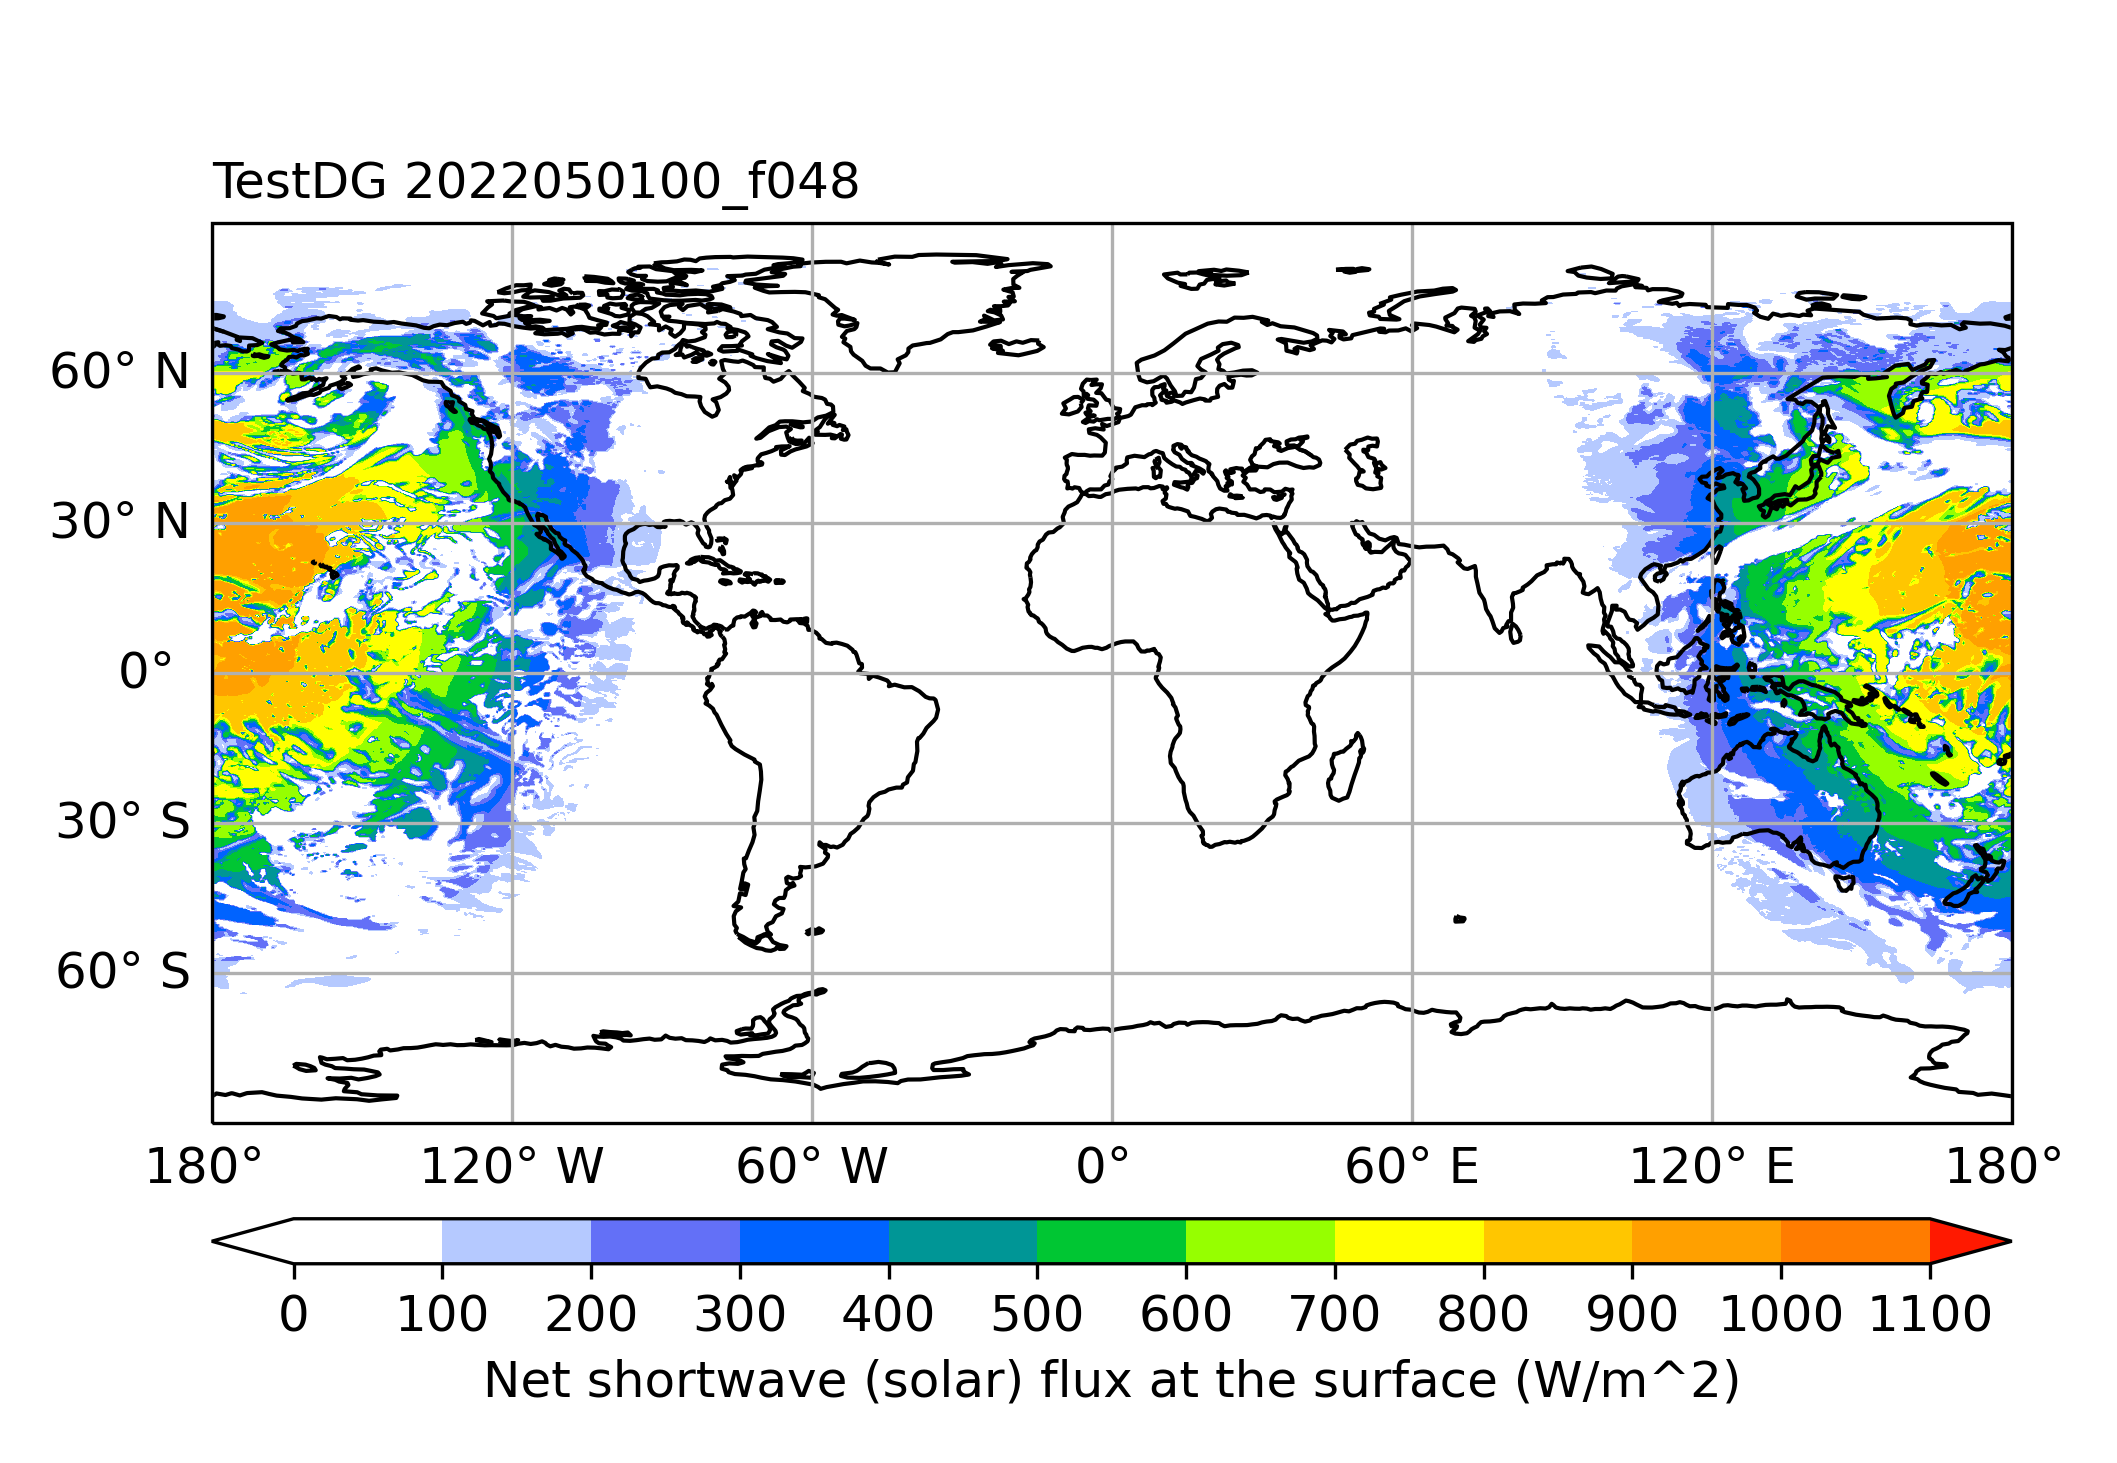 TestDG 2022050100_f048
60° N
30° N
0°
30° S
60° S
180° 120° W 60° W 0° 60° E 120° E 180°
0 100 200 300 400 500 600 700 800 900 1000 1100
Net shortwave (solar) flux at the surface (W/m^2)